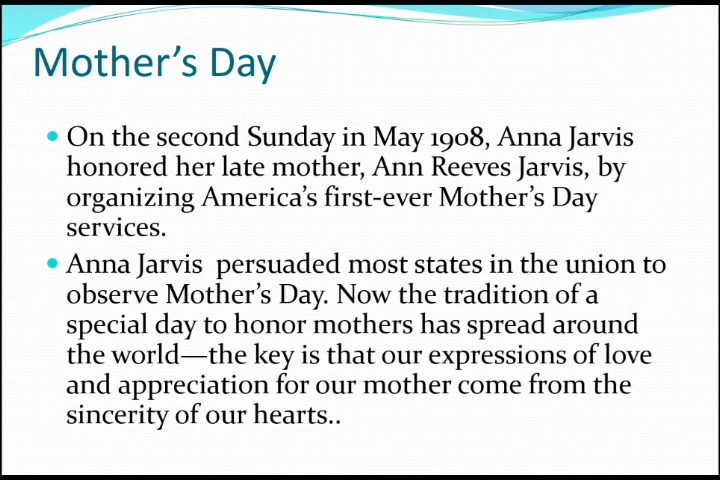 Mother’s Day
• On the second Sunday in May 1908, Anna Jarvis
honored her late mother, Ann Reeves Jarvis, by
organizing America’s first-ever Mother’s Day
services.
• Anna Jarvis  persuaded most states in the union to
observe Mother’s Day. Now the tradition of a
special day to honor mothers has spread around
the world—the key is that our expressions of love
and appreciation for our mother come from the
sincerity of our hearts..